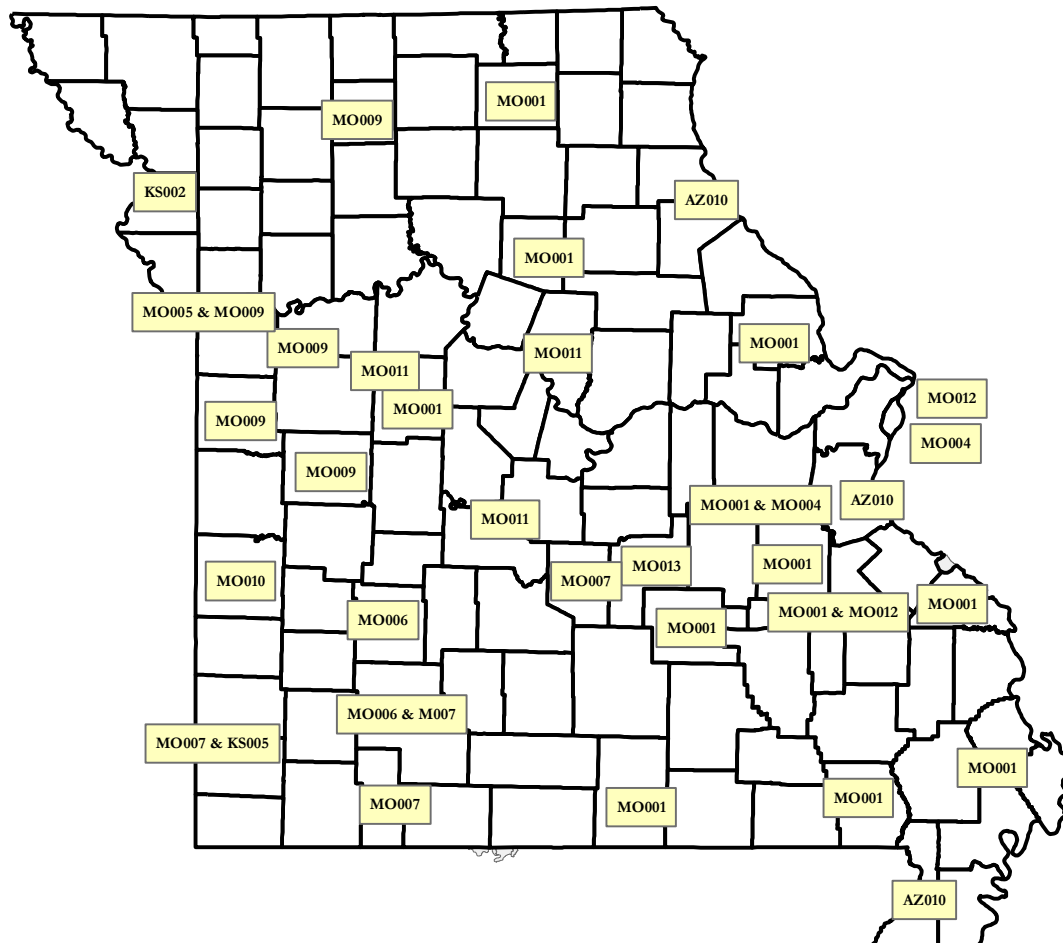 MO001
MO009
KS002
AZ010
MO001
MO005 & MO009
MO009
MO001
MO011
MO011
MO012
MO001
MO009
MO004
MO009
AZ010
MO001 & MO004
MO011
MO001
MO013
MO010
MO007
MO001
MO001 & MO012
MO006
MO001
MO006 & M007
MO007 & KS005
MO001
MO001
MO007
MO001
AZ010